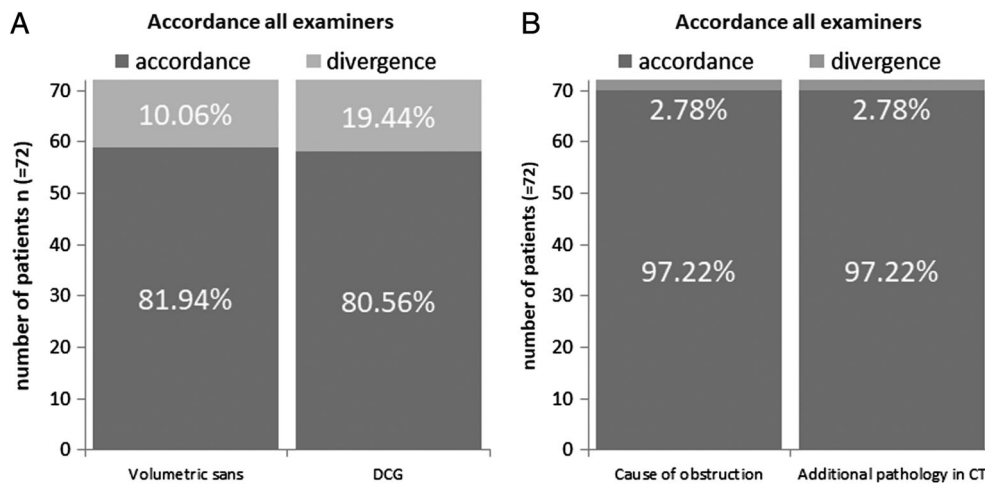 A
Accordance all examiners
accordance divergence
number of patients n (=72)
70
60
50
40
30
20
10
0
10.06%
19.44%
81.94%
80.56%
Volumetric sans
DCG
B
Accordance all examiners
accordance divergence
number of patients (=72)
70
60
50
40
30
20
10
0
2.78%
2.78%
97.22%
97.22%
Cause of obstruction
Additional pathology in CT